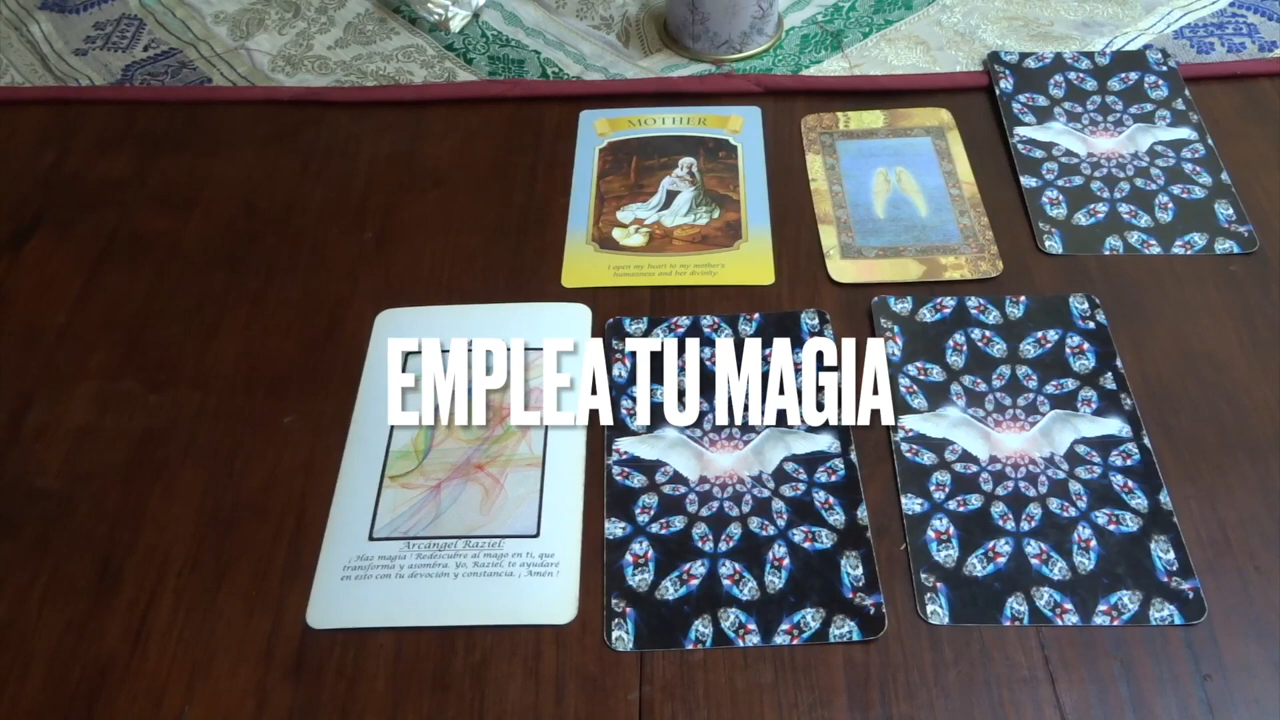 MOTHER
I open my heart to my mother's
humanness and her divinity.
EMPLEA TU MAGIA
Arcángel Raziel:
¡ Haz magia ! Redescubre al mago en ti, que
transforma y asombra. Yo, Raziel, te ayudaré
en esto con tu devoción y constancia. ¡ Amén !